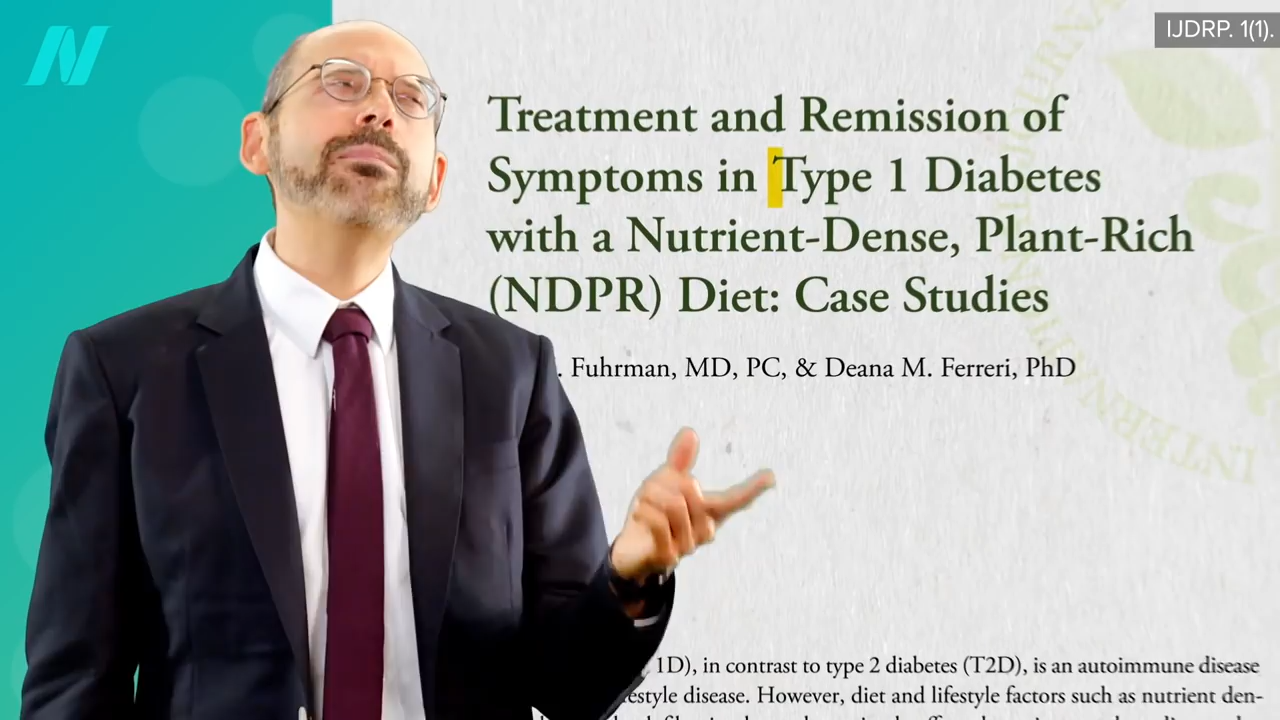 IJDRP. 1(1).
Treatment and Remission of
Symptoms in Type 1 Diabetes
with a Nutrient-Dense, Plant-Rich
(NDPR) Diet: Case Studies
. Fuhrman, MD, PC, & Deana M. Ferreri, PhD
1D), in contrast to type 2 diabetes (T2D), is an autoimmune disease
estyle disease. However, diet and lifestyle factors such as nutrient den-